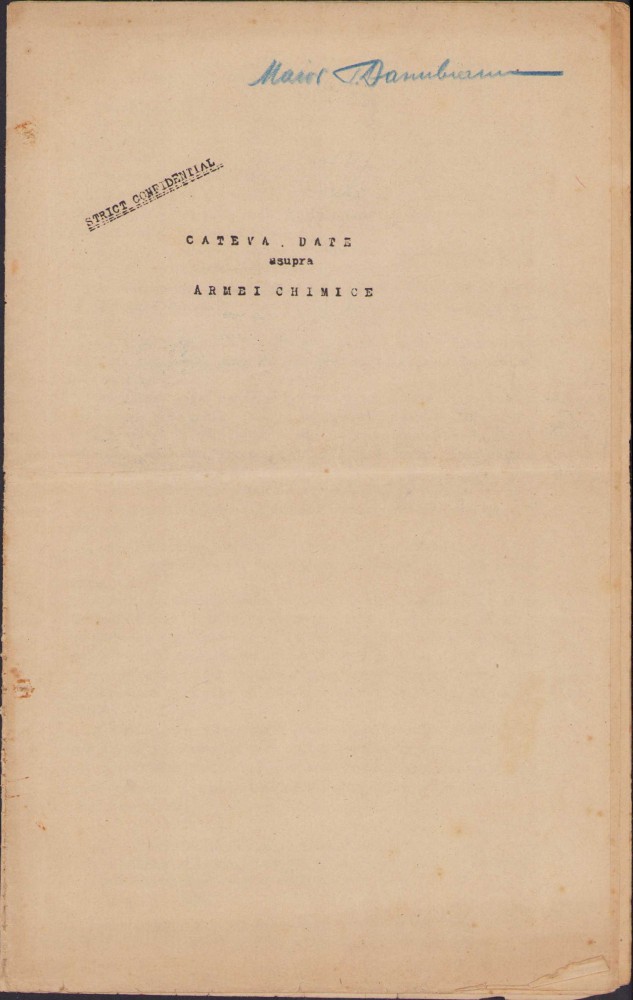 Maior T. Danubianu
STRICT CONFIDENTIAL
CATEVA DATE
asupra
ARMEI CHIMICE